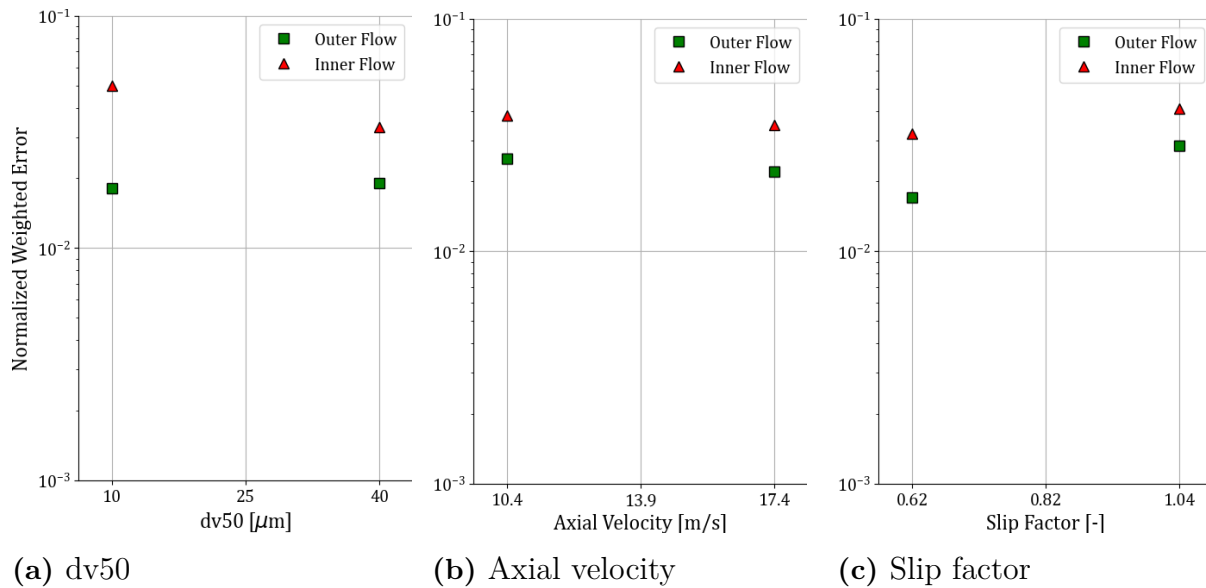 Normalized Weighted Error
10⁻¹
10⁻²
10⁻³
Outer Flow
Inner Flow
10
25
40
dv50 [μm]
10⁻¹
10⁻²
10⁻³
Outer Flow
Inner Flow
10.4
13.9
17.4
Axial Velocity [m/s]
10⁻¹
10⁻²
10⁻³
Outer Flow
Inner Flow
0.62
0.82
1.04
Slip Factor [-]
(a) dv50
(b) Axial velocity
(c) Slip factor